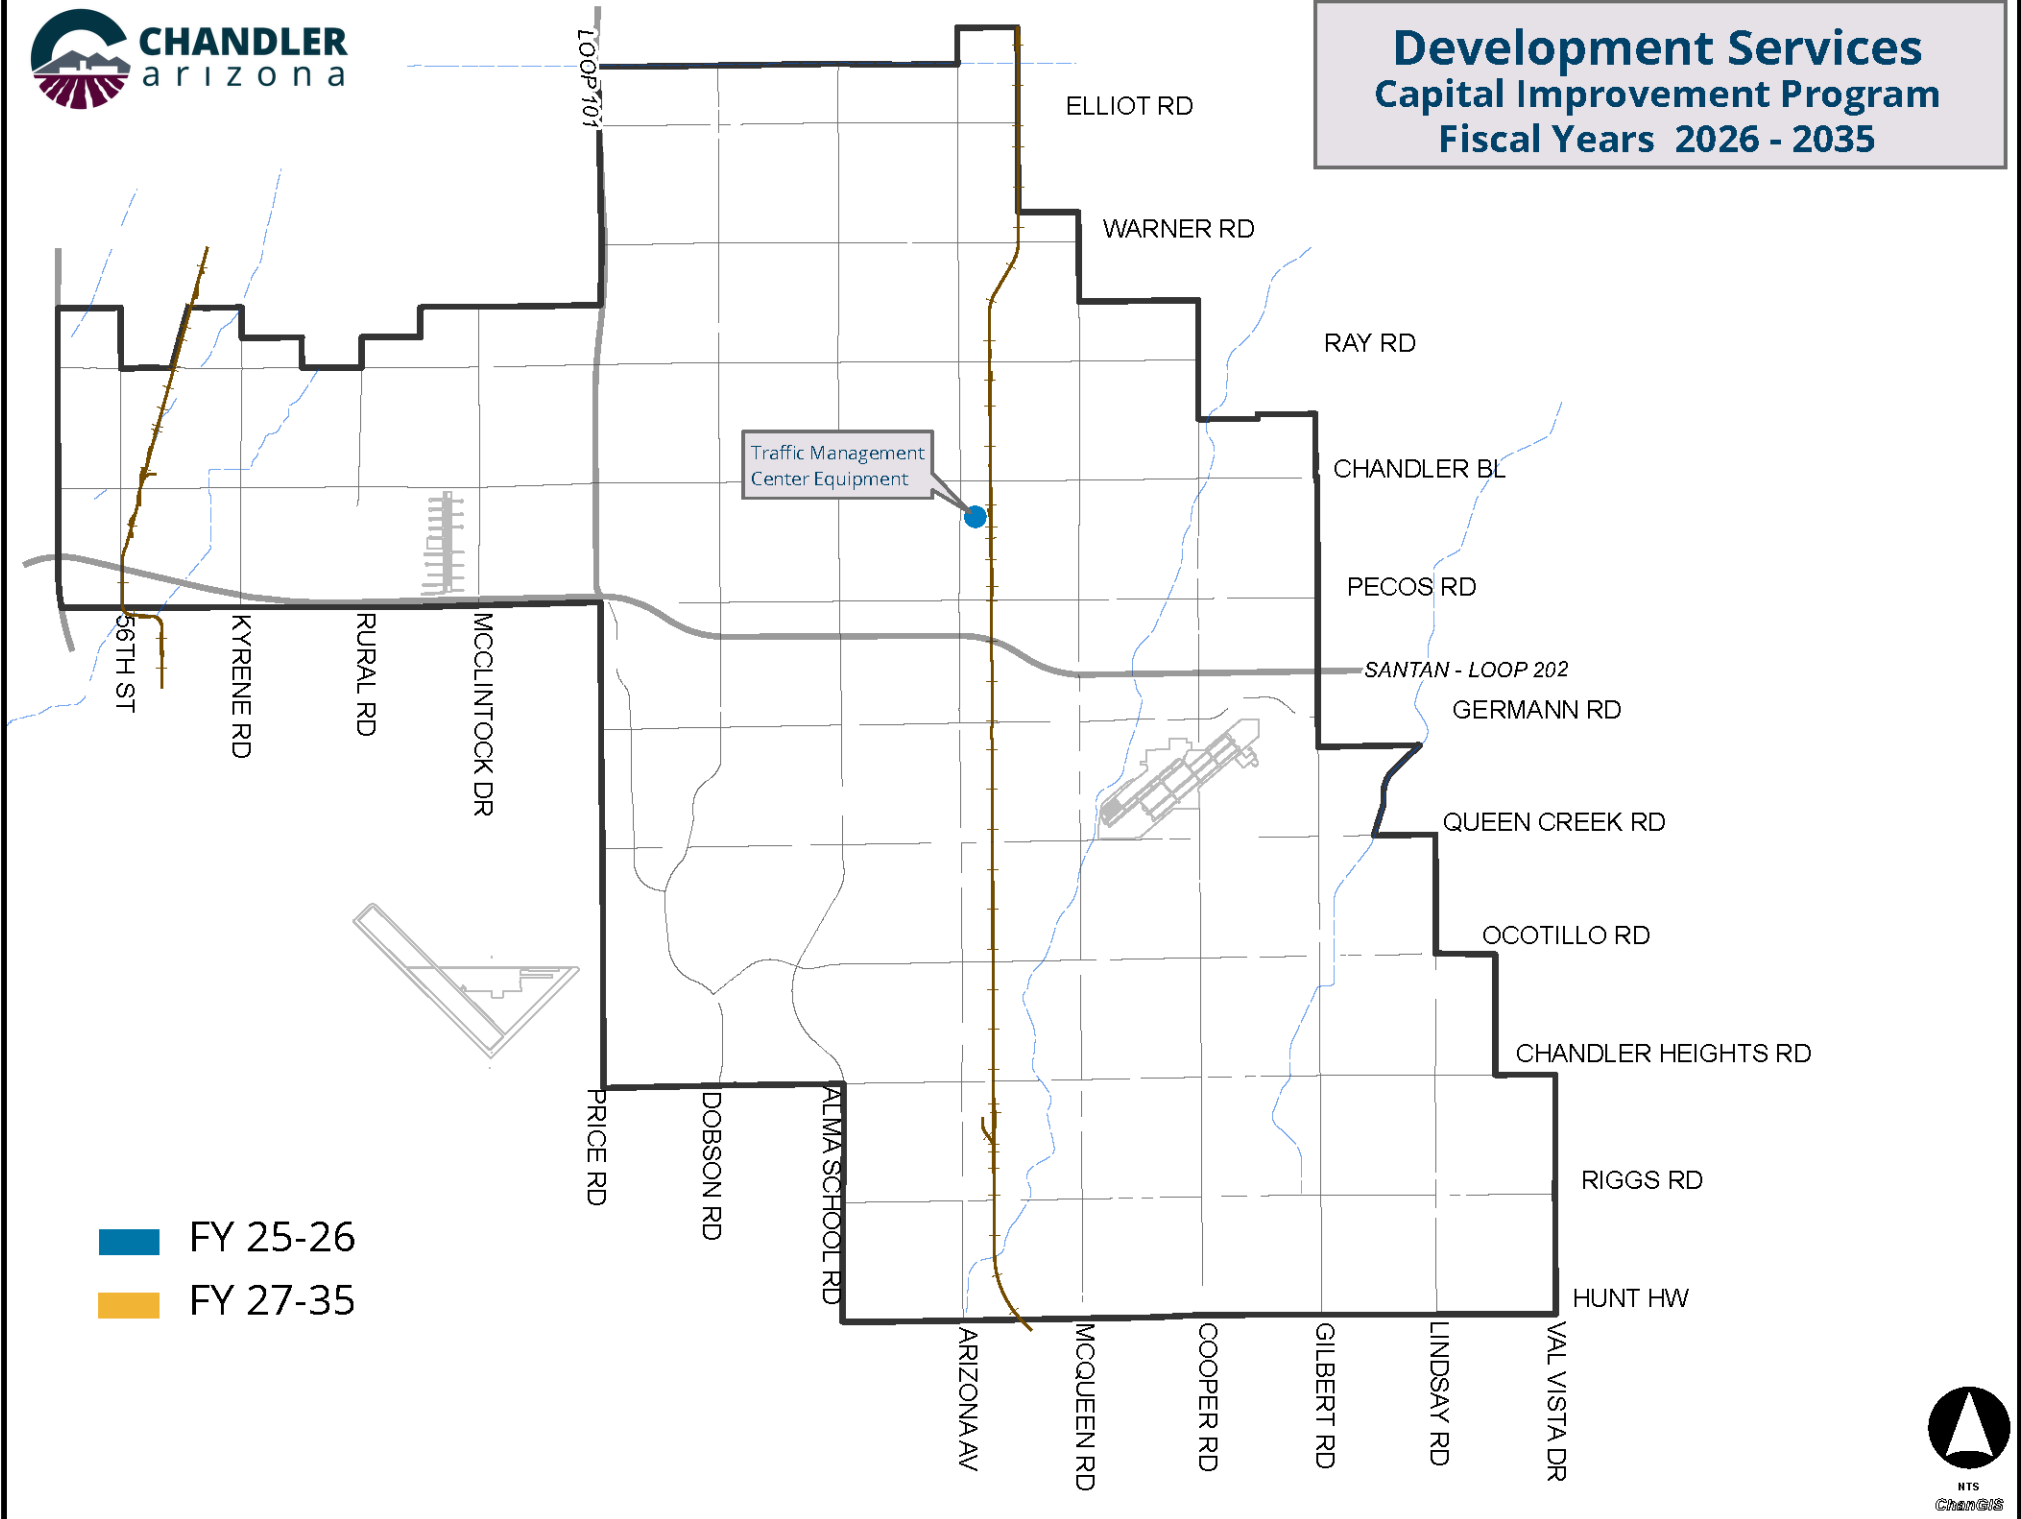 CHANDLER
arizona
Development Services
Capital Improvement Program
Fiscal Years 2026 - 2035
LOOP 101
ELLIOT RD
WARNER RD
RAY RD
Traffic Management
Center Equipment
CHANDLER BL
PECOS RD
SANTAN - LOOP 202
GERMANN RD
56TH ST
KYRENE RD
RURAL RD
MCCLINTOCK DR
QUEEN CREEK RD
OCOTILLO RD
CHANDLER HEIGHTS RD
PRICE RD
DOBSON RD
ALMA SCHOOL RD
RIGGS RD
FY 25-26
FY 27-35
HUNT HW
ARIZONA AV
MCQUEEN RD
COOPER RD
GILBERT RD
LINDSAY RD
VAL VISTA DR
NTS
ChanGIS